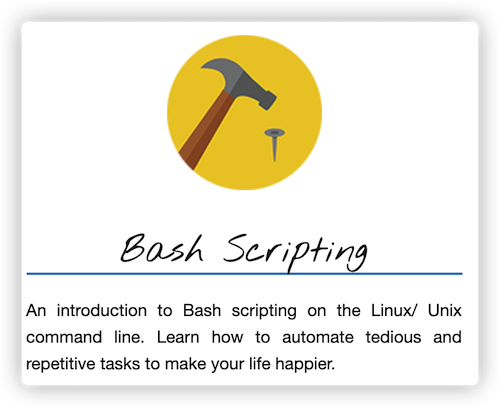 Bash Scripting
An introduction to Bash scripting on the Linux/ Unix
command line. Learn how to automate tedious and
repetitive tasks to make your life happier.